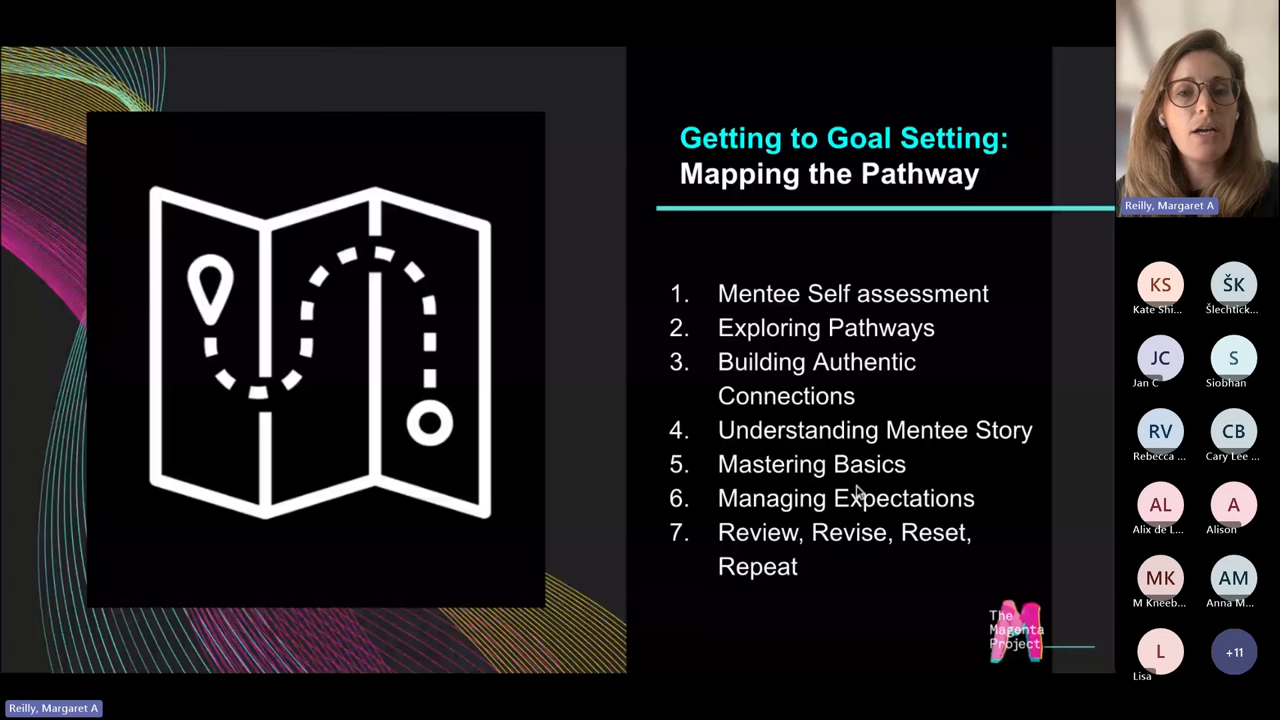 Getting to Goal Setting:
Mapping the Pathway
1. Mentee Self assessment
2. Exploring Pathways
3. Building Authentic
Connections
4. Understanding Mentee Story
5. Mastering Basics
6. Managing Expectations
7. Review, Revise, Reset,
Repeat
The
Magenta
Project
Reilly, Margaret A
KS
ŠK
Kate Shi...
Šlechtick...
JC
S
Jan C
Siobhan
RV
CB
Rebecca ...
Cary Lee ...
AL
A
Alix de L...
Alison
MK
AM
M Kneeb...
Anna M...
L
+11
Lisa
Reilly, Margaret A